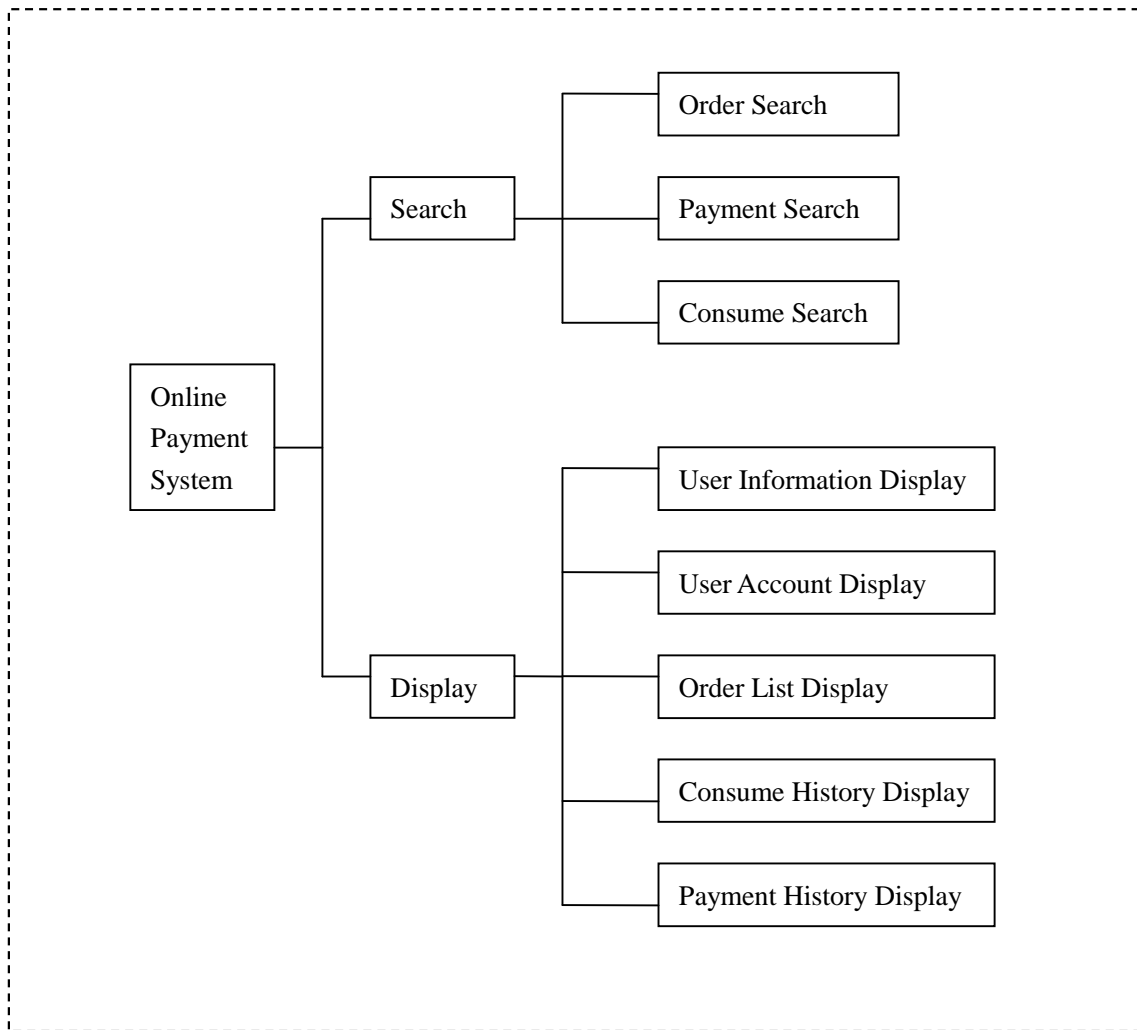 Order Search
Search
Payment Search
Consume Search
Online
Payment
System
User Information Display
User Account Display
Display
Order List Display
Consume History Display
Payment History Display